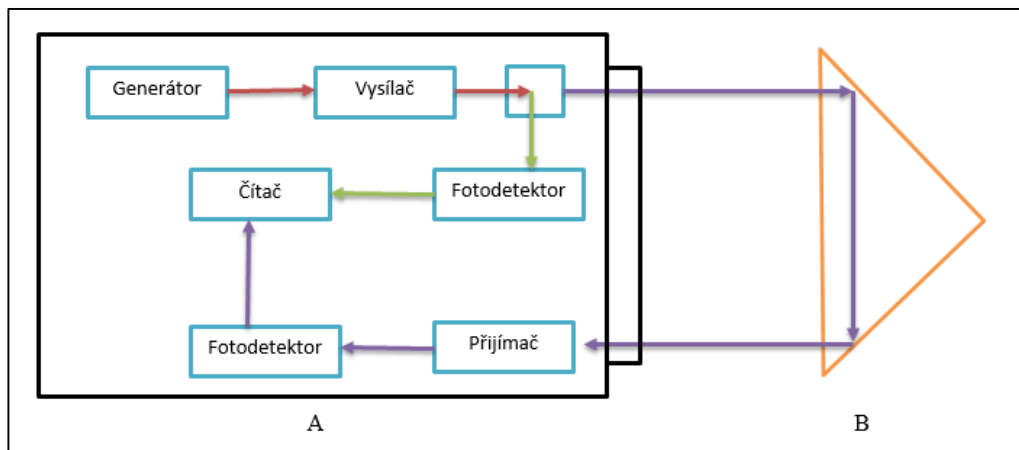 Generátor
Vysílač
Čítač
Fotodetektor
Fotodetektor
Přijímač
A
B